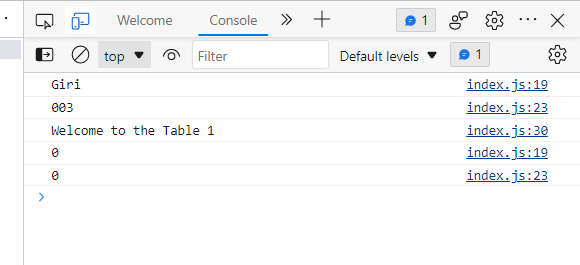 Welcome Console 1
top Filter Default levels 1
Giri index.js:19
003 index.js:23
Welcome to the Table 1 index.js:30
0 index.js:19
0 index.js:23